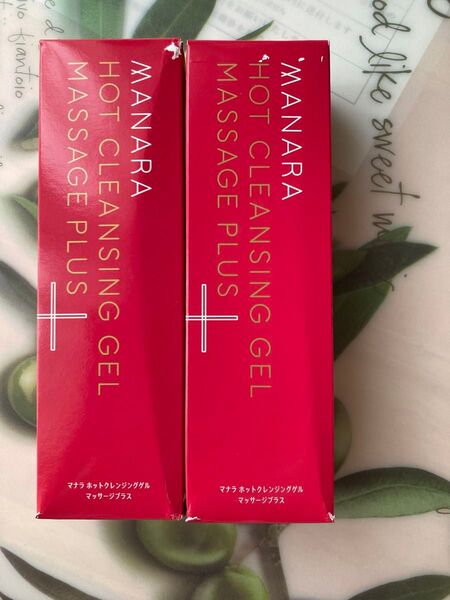 MANARA
HOT CLEANSING GEL
MASSAGE PLUS
マナラ ホットクレンジングゲル
マッサージプラス
MANARA
HOT CLEANSING GEL
MASSAGE PLUS
マナラ ホットクレンジングゲル
マッサージプラス
like sweet